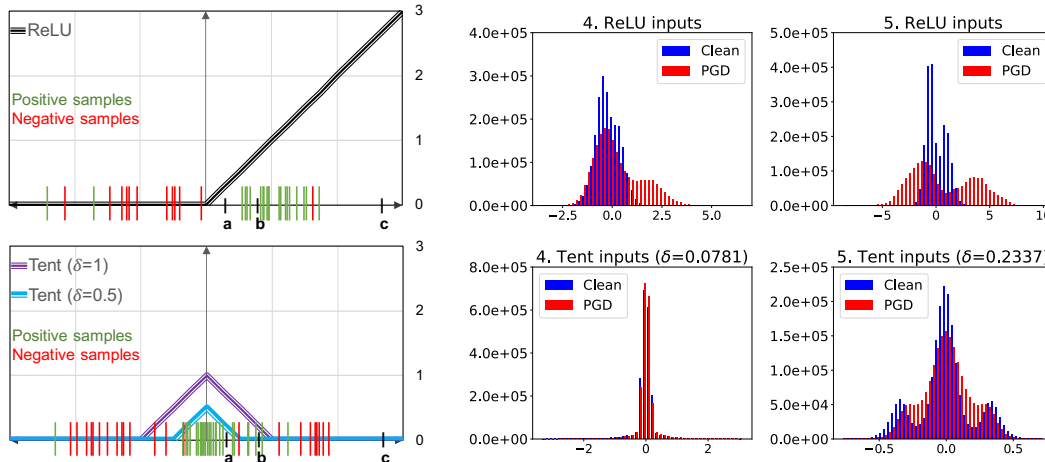 ReLU
Positive samples
Negative samples
3
2
1
0
a
b
c
Tent (δ=1)
Tent (δ=0.5)
Positive samples
Negative samples
3
2
1
0
a
b
c
4. ReLU inputs
Clean
PGD
4.0e+05
3.0e+05
2.0e+05
1.0e+05
0.0e+00
−2.5 0.0 2.5 5.0
5. ReLU inputs
Clean
PGD
5.0e+05
4.0e+05
3.0e+05
2.0e+05
1.0e+05
0.0e+00
−5 0 5 10
4. Tent inputs (δ=0.0781)
Clean
PGD
8.0e+05
6.0e+05
4.0e+05
2.0e+05
0.0e+00
−2 0 2
5. Tent inputs (δ=0.2337)
Clean
PGD
2.5e+05
2.0e+05
1.5e+05
1.0e+05
5.0e+04
0.0e+00
−0.5 0.0 0.5